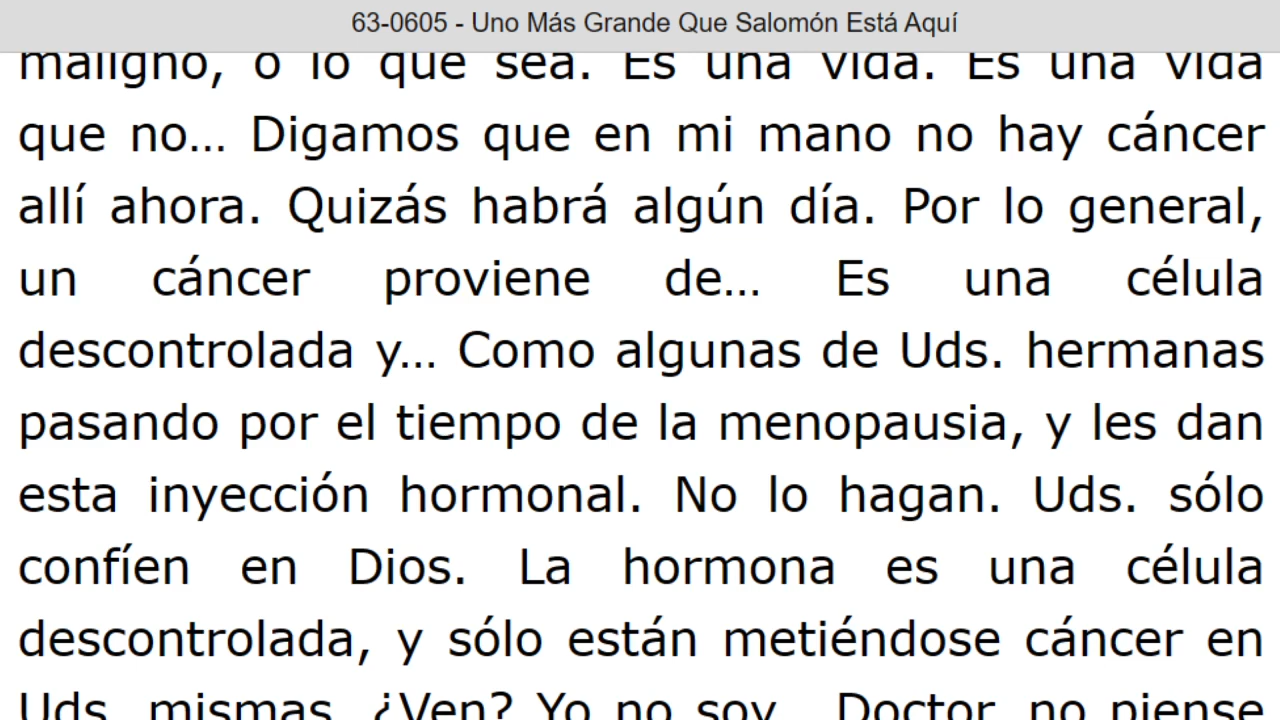 63-0605 - Uno Más Grande Que Salomón Está Aquí
maligno, o lo que sea. Es una vida. Es una vida
que no... Digamos que en mi mano no hay cáncer
allí ahora. Quizás habrá algún día. Por lo general,
un cáncer proviene de... Es una célula
descontrolada y... Como algunas de Uds. hermanas
pasando por el tiempo de la menopausia, y les dan
esta inyección hormonal. No lo hagan. Uds. sólo
confíen en Dios. La hormona es una célula
descontrolada, y sólo están metiéndose cáncer en
Uds. mismas. ¿Ven? Yo no soy... Doctor, no piense